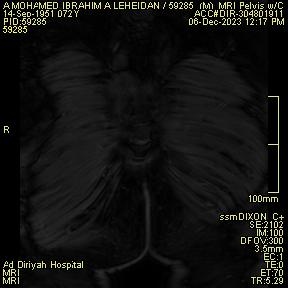 A MOHAMED IBRAHIM A LEHEIDAN / 59285 (M) MRI Pelvis w/C
14-Sep-1951 072Y ACC#DIR-304801911
PID:59285 06-Dec-2023 12:17 PM
59285
R
100mm
ssmDIXON C+
SE:2102
IM:100
DFOV:300
3.5mm
EC:1
Ad Diriyah Hospital TE:0
MRI ET:70
MRI TR:5.29